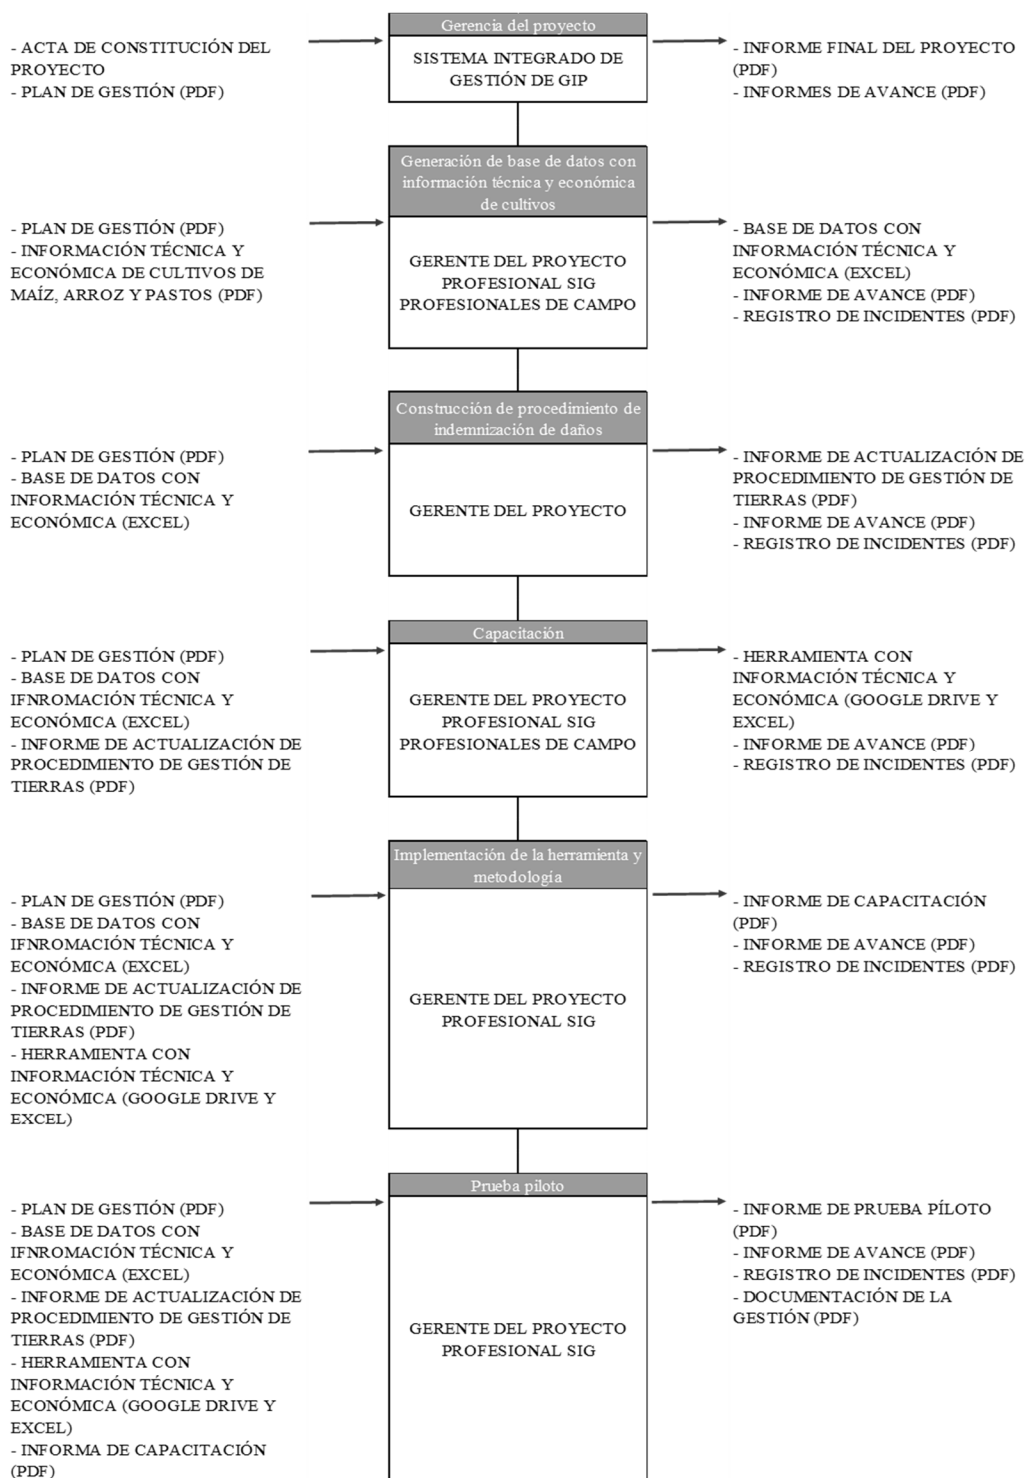 Gerencia del proyecto
- ACTA DE CONSTITUCIÓN DEL
PROYECTO
- PLAN DE GESTIÓN (PDF)
SISTEMA INTEGRADO DE
GESTIÓN DE GIP
- INFORME FINAL DEL PROYECTO
(PDF)
- INFORMES DE AVANCE (PDF)
Generación de base de datos con
información técnica y económica
de cultivos
- PLAN DE GESTIÓN (PDF)
- INFORMACIÓN TÉCNICA Y
ECONÓMICA DE CULTIVOS DE
MAÍZ, ARROZ Y PASTOS (PDF)
GERENTE DEL PROYECTO
PROFESIONAL SIG
PROFESIONALES DE CAMPO
- BASE DE DATOS CON
INFORMACIÓN TÉCNICA Y
ECONÓMICA (EXCEL)
- INFORME DE AVANCE (PDF)
- REGISTRO DE INCIDENTES (PDF)
Construcción de procedimiento de
indemnización de daños
- PLAN DE GESTIÓN (PDF)
- BASE DE DATOS CON
INFORMACIÓN TÉCNICA Y
ECONÓMICA (EXCEL)
GERENTE DEL PROYECTO
- INFORME DE ACTUALIZACIÓN DE
PROCEDIMIENTO DE GESTIÓN DE
TIERRAS (PDF)
- INFORME DE AVANCE (PDF)
- REGISTRO DE INCIDENTES (PDF)
Capacitación
- PLAN DE GESTIÓN (PDF)
- BASE DE DATOS CON
IFNROMACIÓN TÉCNICA Y
ECONÓMICA (EXCEL)
- INFORME DE ACTUALIZACIÓN DE
PROCEDIMIENTO DE GESTIÓN DE
TIERRAS (PDF)
GERENTE DEL PROYECTO
PROFESIONAL SIG
PROFESIONALES DE CAMPO
- HERRAMIENTA CON
INFORMACIÓN TÉCNICA Y
ECONÓMICA (GOOGLE DRIVE Y
EXCEL)
- INFORME DE AVANCE (PDF)
- REGISTRO DE INCIDENTES (PDF)
Implementación de la herramienta y
metodología
- PLAN DE GESTIÓN (PDF)
- BASE DE DATOS CON
IFNROMACIÓN TÉCNICA Y
ECONÓMICA (EXCEL)
- INFORME DE ACTUALIZACIÓN DE
PROCEDIMIENTO DE GESTIÓN DE
TIERRAS (PDF)
- HERRAMIENTA CON
INFORMACIÓN TÉCNICA Y
ECONÓMICA (GOOGLE DRIVE Y
EXCEL)
GERENTE DEL PROYECTO
PROFESIONAL SIG
- INFORME DE CAPACITACIÓN
(PDF)
- INFORME DE AVANCE (PDF)
- REGISTRO DE INCIDENTES (PDF)
Prueba piloto
- PLAN DE GESTIÓN (PDF)
- BASE DE DATOS CON
IFNROMACIÓN TÉCNICA Y
ECONÓMICA (EXCEL)
- INFORME DE ACTUALIZACIÓN DE
PROCEDIMIENTO DE GESTIÓN DE
TIERRAS (PDF)
- HERRAMIENTA CON
INFORMACIÓN TÉCNICA Y
ECONÓMICA (GOOGLE DRIVE Y
EXCEL)
- INFORMA DE CAPACITACIÓN
(PDF)
GERENTE DEL PROYECTO
PROFESIONAL SIG
- INFORME DE PRUEBA PÍLOTO
(PDF)
- INFORME DE AVANCE (PDF)
- REGISTRO DE INCIDENTES (PDF)
- DOCUMENTACIÓN DE LA
GESTIÓN (PDF)